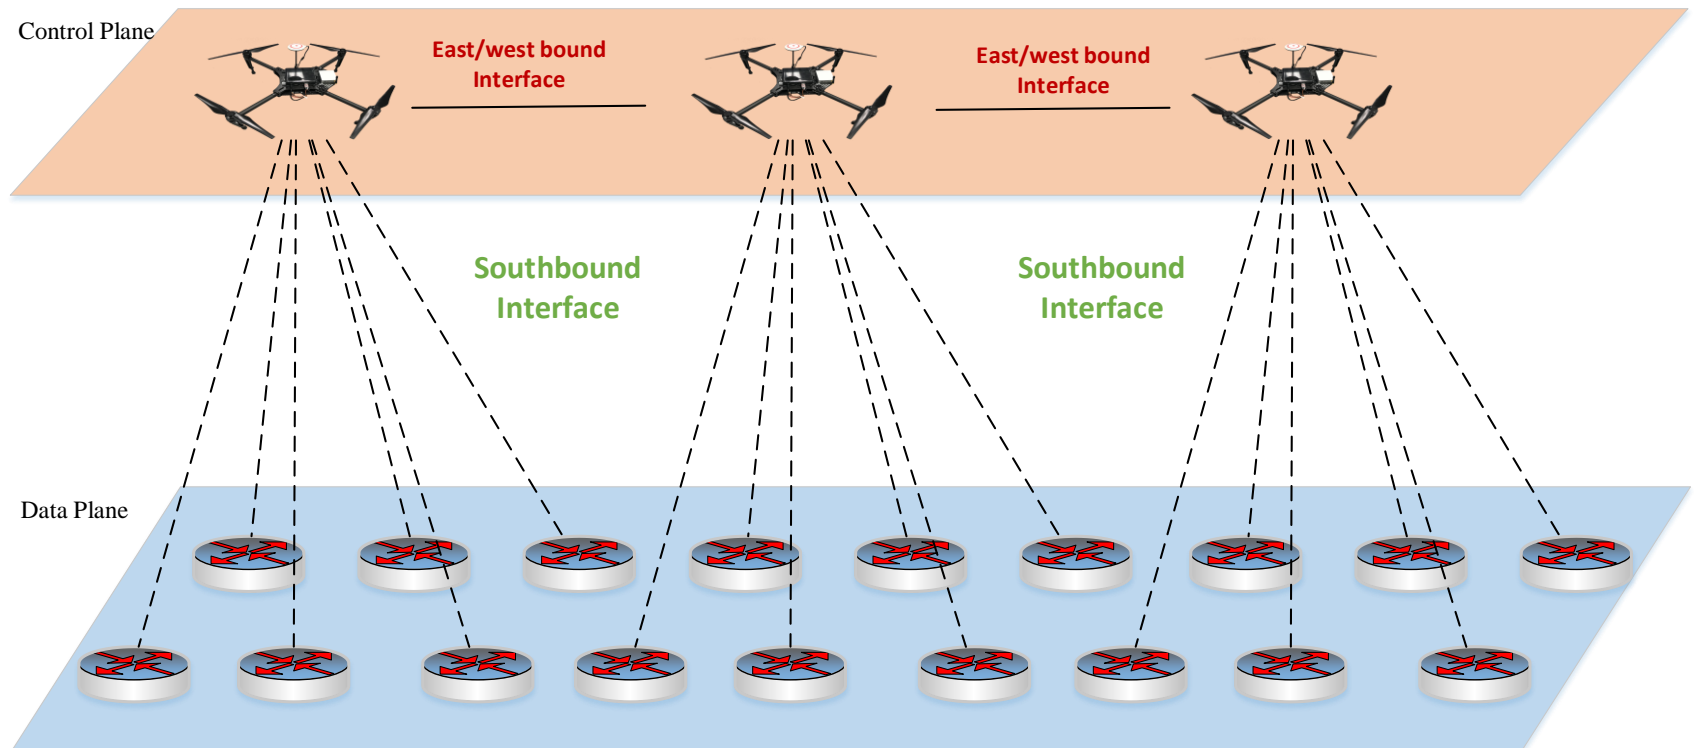 Control Plane
East/west bound
Interface
East/west bound
Interface
Southbound
Interface
Southbound
Interface
Data Plane